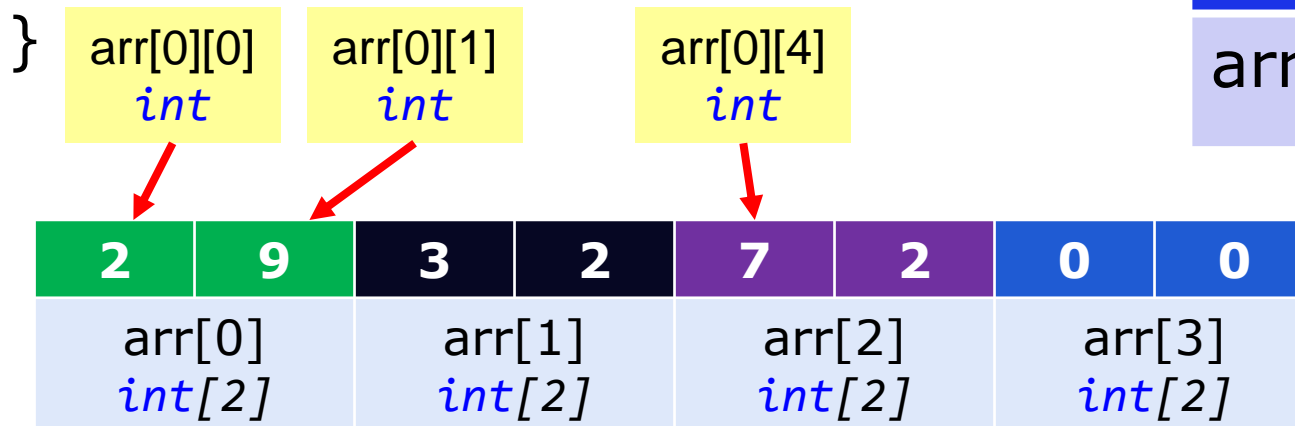 } arr[0][0] arr[0][1] arr[0][4] arr
int int int
2 9 3 2 7 2 0 0
arr[0] arr[1] arr[2] arr[3]
int[2] int[2] int[2] int[2]